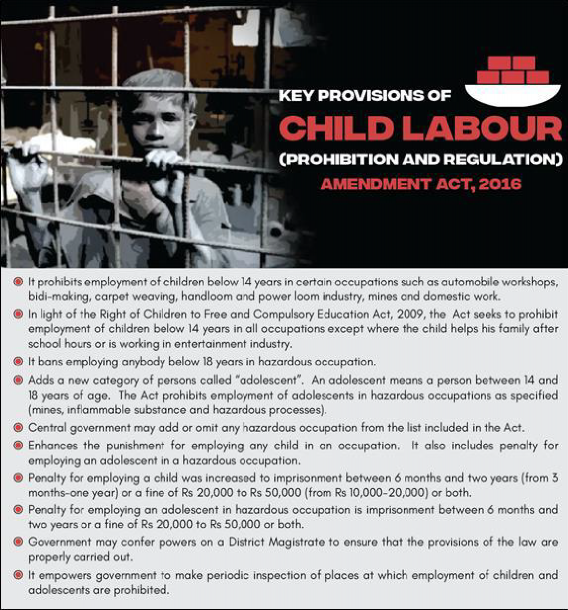 KEY PROVISIONS OF
CHILD LABOUR
(PROHIBITION AND REGULATION)
AMENDMENT ACT, 2016
It prohibits employment of children below 14 years in certain occupations such as automobile workshops,
bidi-making, carpet weaving, handloom and power loom industry, mines and domestic work.
In light of the Right of Children to Free and Compulsory Education Act, 2009, the Act seeks to prohibit
employment of children below 14 years in all occupations except where the child helps his family after
school hours or is working in entertainment industry.
It bans employing anybody below 18 years in hazardous occupation.
Adds a new category of persons called “adolescent”. An adolescent means a person between 14 and
18 years of age. The Act prohibits employment of adolescents in hazardous occupations as specified
(mines, inflammable substance and hazardous processes).
Central government may add or omit any hazardous occupation from the list included in the Act.
Enhances the punishment for employing any child in an occupation. It also includes penalty for
employing an adolescent in a hazardous occupation.
Penalty for employing a child was increased to imprisonment between 6 months and two years (from 3
months-one year) or a fine of Rs 20,000 to Rs 50,000 (from Rs 10,000-20,000) or both.
Penalty for employing an adolescent in hazardous occupation is imprisonment between 6 months and
two years or a fine of Rs 20,000 to Rs 50,000 or both.
Government may confer powers on a District Magistrate to ensure that the provisions of the law are
properly carried out.
It empowers government to make periodic inspection of places at which employment of children and
adolescents are prohibited.